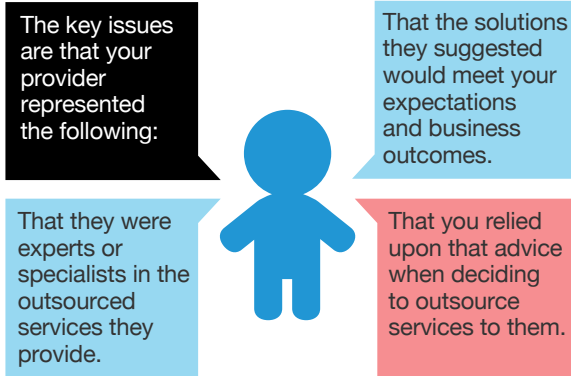 The key issues
are that your
provider
represented
the following:
That the solutions
they suggested
would meet your
expectations
and business
outcomes.
That they were
experts or
specialists in the
outsourced
services they
provide.
That you relied
upon that advice
when deciding
to outsource
services to them.